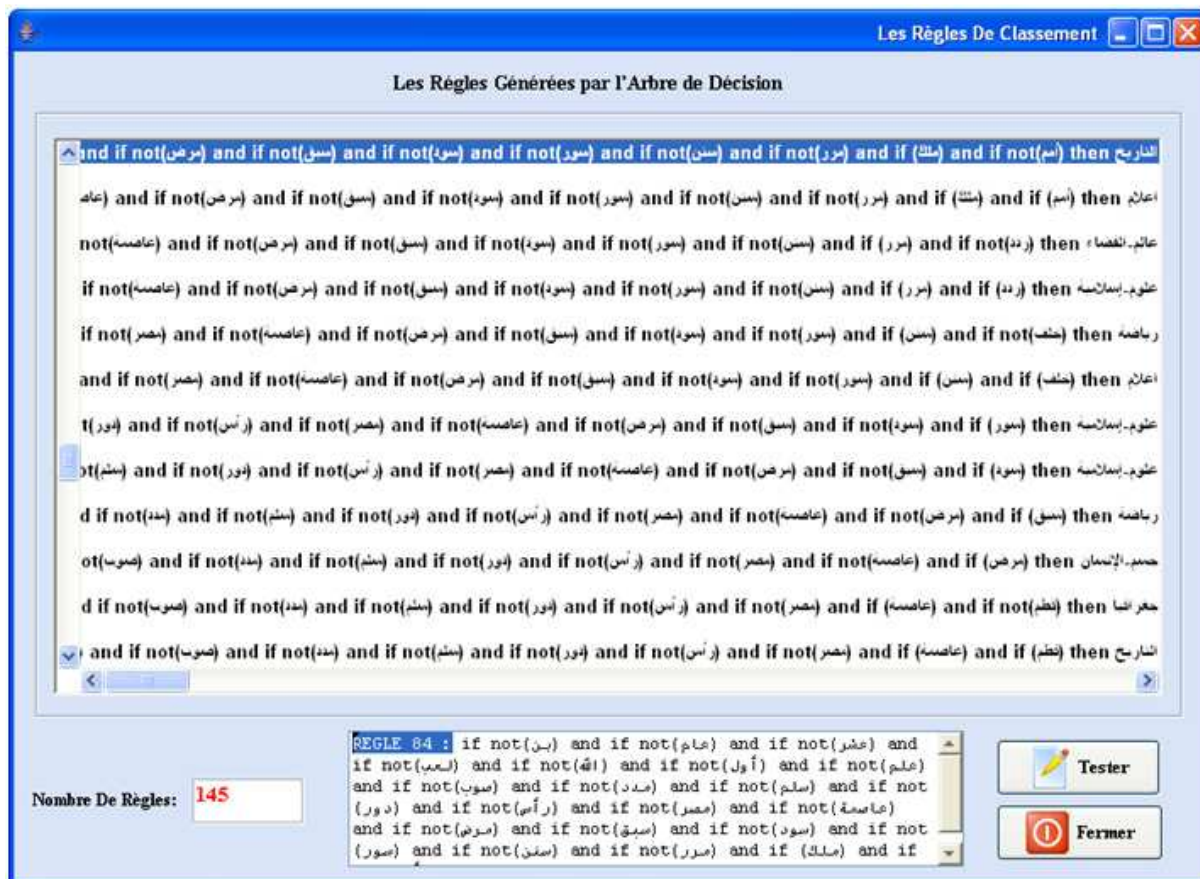 Les Règles De Classement
Les Règles Générées par l'Arbre de Décision
and if not(مرض) and if not(سبق) and if not(سود) and if not(سور) and if not(سنن) and if not(مرر) and if (ملك) and if not(أسم) then التاريخ
(عاص and if not(مرض) and if not(سبق) and if not(سود) and if not(سور) and if not(سنن) and if not(مرر) and if (ملك) and if (أسم) then اعلام
not(عاصمة) and if not(مرض) and if not(سبق) and if not(سود) and if not(سور) and if not(سنن) and if (مرر) and if not(ردد) then عالم_الفضاء
if not(عاصمة) and if not(مرض) and if not(سبق) and if not(سود) and if not(سور) and if not(سنن) and if (مرر) and if (ردد) then علوم_إسلامية
if not(مصر) and if not(عاصمة) and if not(مرض) and if not(سبق) and if not(سود) and if not(سور) and if (سنن) and if not(خلف) then رياضة
and if not(مصر) and if not(عاصمة) and if not(مرض) and if not(سبق) and if not(سود) and if not(سور) and if (سنن) and if (خلف) then اعلام
t(دور) and if not(رأس) and if not(مصر) and if not(عاصمة) and if not(مرض) and if not(سبق) and if not(سود) and if (سور) then علوم_إسلامية
ot(سلم) and if not(دور) and if not(رأس) and if not(مصر) and if not(عاصمة) and if not(مرض) and if not(سبق) and if (سود) then علوم_إسلامية
d if not(مدد) and if not(سلم) and if not(دور) and if not(رأس) and if not(مصر) and if not(عاصمة) and if not(مرض) and if (سبق) then رياضة
ot(صوب) and if not(مدد) and if not(سلم) and if not(دور) and if not(رأس) and if not(مصر) and if not(عاصمة) and if (مرض) then جسم_الإنسان
d if not(صوب) and if not(مدد) and if not(سلم) and if not(دور) and if not(رأس) and if not(مصر) and if (عاصمة) and if not(نظم) then جغرافيا
and if not(صوب) and if not(مدد) and if not(سلم) and if not(دور) and if not(رأس) and if not(مصر) and if (عاصمة) and if (نظم) then التاريخ
Nombre De Règles: 145
REGLE 84 : if not(بن) and if not(عام) and if not(عشر) and
if not(لعب) and if not(الله) and if not(أول) and if not(علم)
and if not(صوب) and if not(مدد) and if not(سلم) and if not
(دور) and if not(رأس) and if not(مصر) and if not(عاصمة)
and if not(مرض) and if not(سبق) and if not(سود) and if not
(سور) and if not(سنن) and if not(مرر) and if (ملك) and if
Tester
Fermer